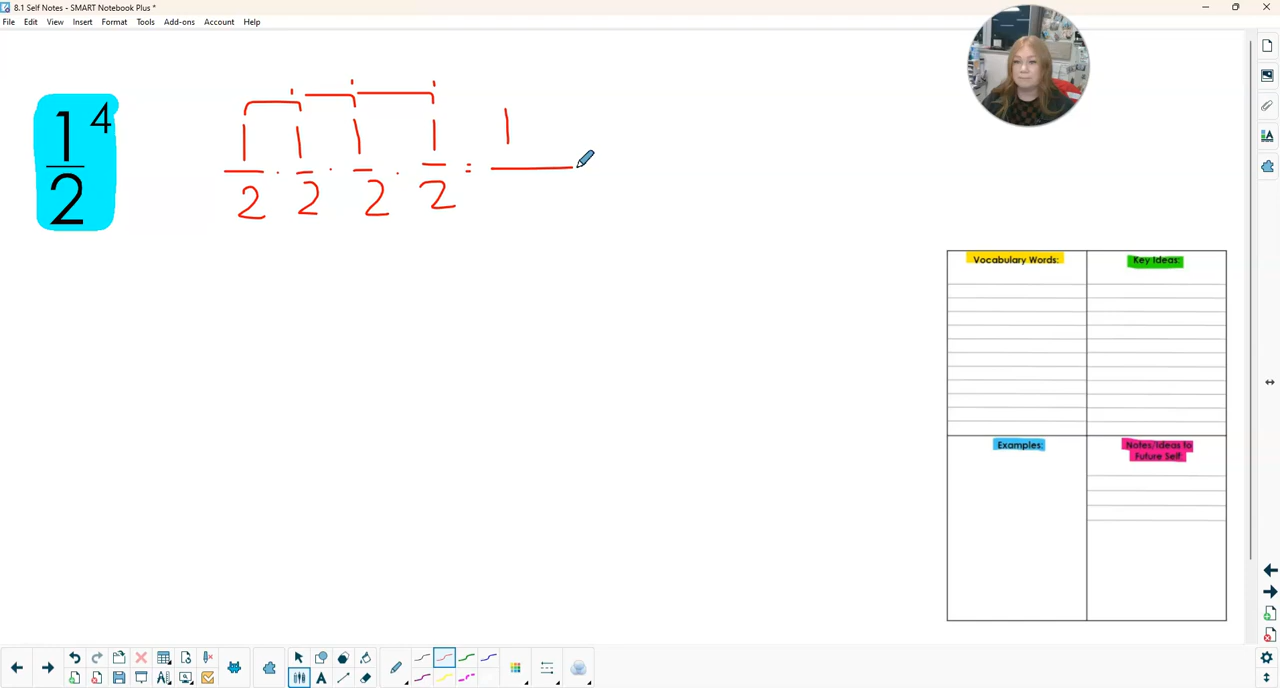 8.1 Self Notes - SMART Notebook Plus *
File Edit View Insert Format Tools Add-ons Account Help
1 4
2
1 · 1 · 1 · 1 = 1
2 2 2 2
Vocabulary Words:
Key Ideas:
Examples:
Notes/Ideas to
Future Self